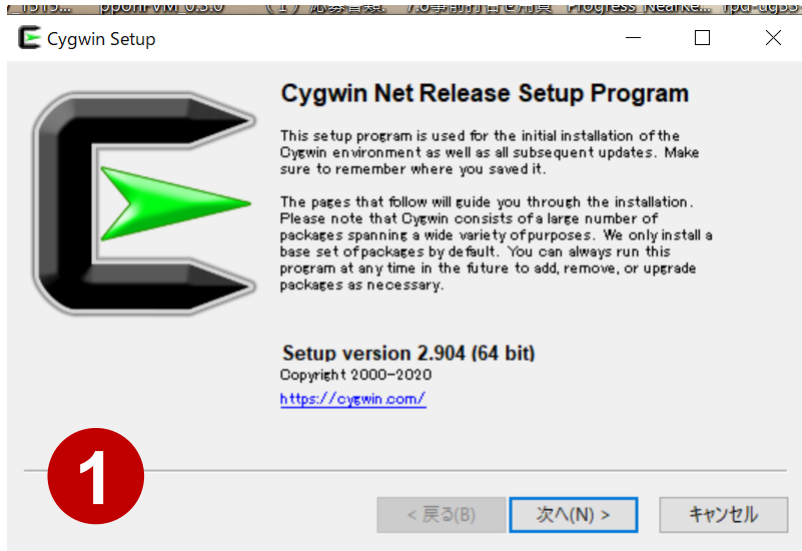 Cygwin Setup
Cygwin Net Release Setup Program
This setup program is used for the initial installation of the
Cygwin environment as well as all subsequent updates. Make
sure to remember where you saved it.
The pages that follow will guide you through the installation.
Please note that Cygwin consists of a large number of
packages spanning a wide variety of purposes. We only install a
base set of packages by default. You can always run this
program at any time in the future to add, remove, or upgrade
packages as necessary.
Setup version 2.904 (64 bit)
Copyright 2000-2020
https://cygwin.com/
1
< 戻る(B)
次へ(N) >
キャンセル